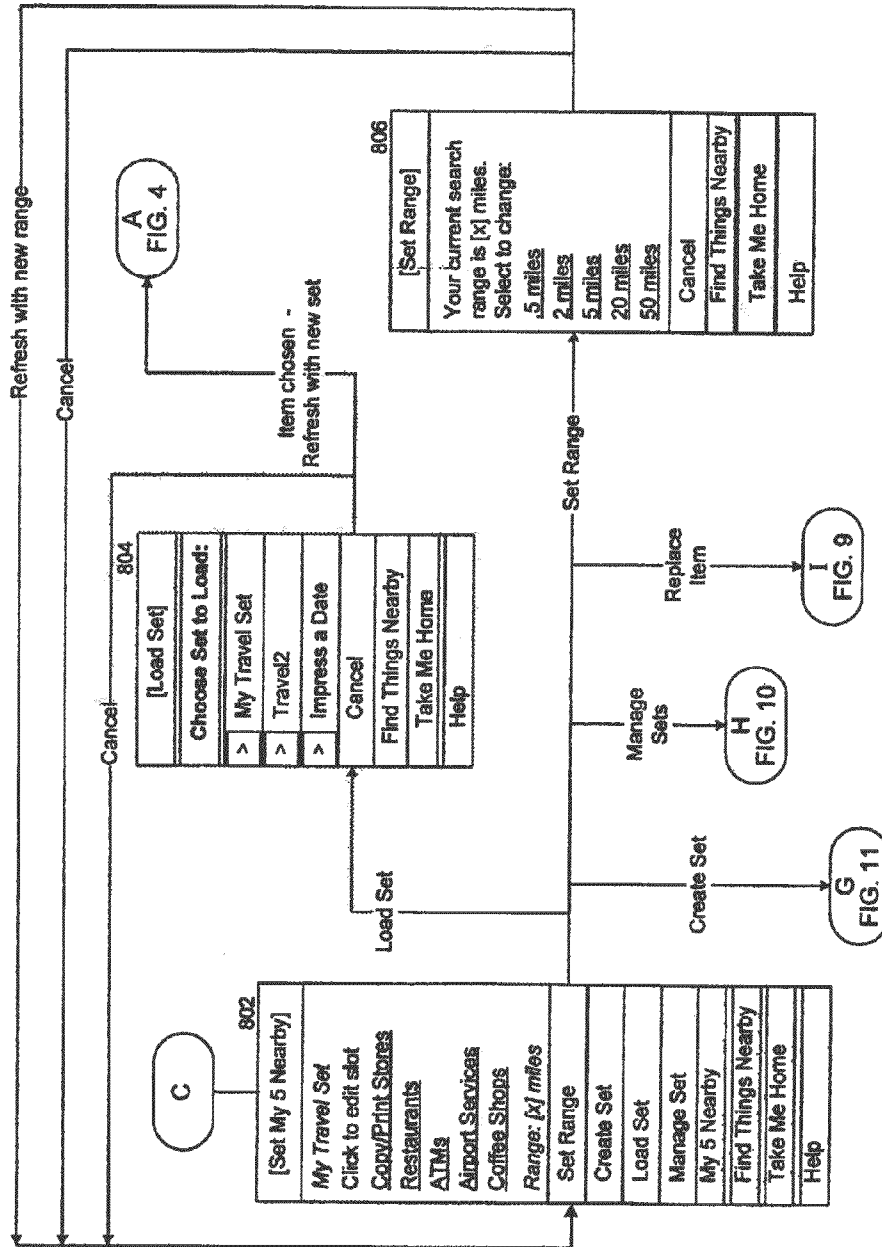 C
802
[Set My 5 Nearby]
My Travel Set
Click to edit slot
Copy/Print Stores
Restaurants
ATMs
Airport Services
Coffee Shops
Range: [x] miles
Set Range
Create Set
Load Set
Manage Set
My 5 Nearby
Find Things Nearby
Take Me Home
Help
Load Set
Create Set
G
FIG. 11
Manage
Sets
H
FIG. 10
Replace
Item
I
FIG. 9
Set Range
804
[Load Set]
Choose Set to Load:
> My Travel Set
> Travel2
> Impress a Date
Cancel
Find Things Nearby
Take Me Home
Help
Cancel
Item chosen -
Refresh with new set
A
FIG. 4
806
[Set Range]
Your current search
range is [x] miles.
Select to change:
.5 miles
2 miles
5 miles
20 miles
50 miles
Cancel
Find Things Nearby
Take Me Home
Help
Cancel
Refresh with new range